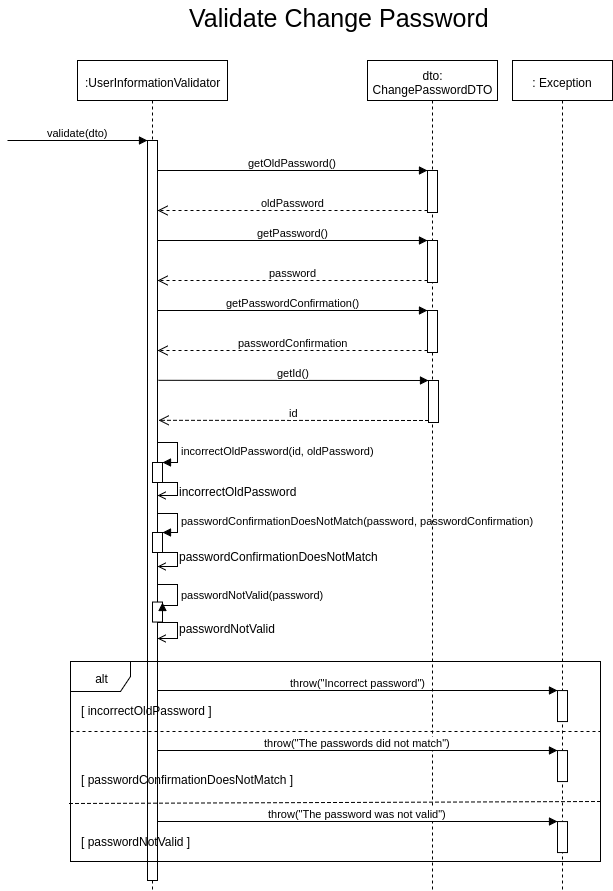 Validate Change Password
:UserInformationValidator
dto:
ChangePasswordDTO
: Exception
validate(dto)
getOldPassword()
oldPassword
getPassword()
password
getPasswordConfirmation()
passwordConfirmation
getId()
id
incorrectOldPassword(id, oldPassword)
incorrectOldPassword
passwordConfirmationDoesNotMatch(password, passwordConfirmation)
passwordConfirmationDoesNotMatch
passwordNotValid(password)
passwordNotValid
alt
throw("Incorrect password")
[ incorrectOldPassword ]
throw("The passwords did not match")
[ passwordConfirmationDoesNotMatch ]
throw("The password was not valid")
[ passwordNotValid ]